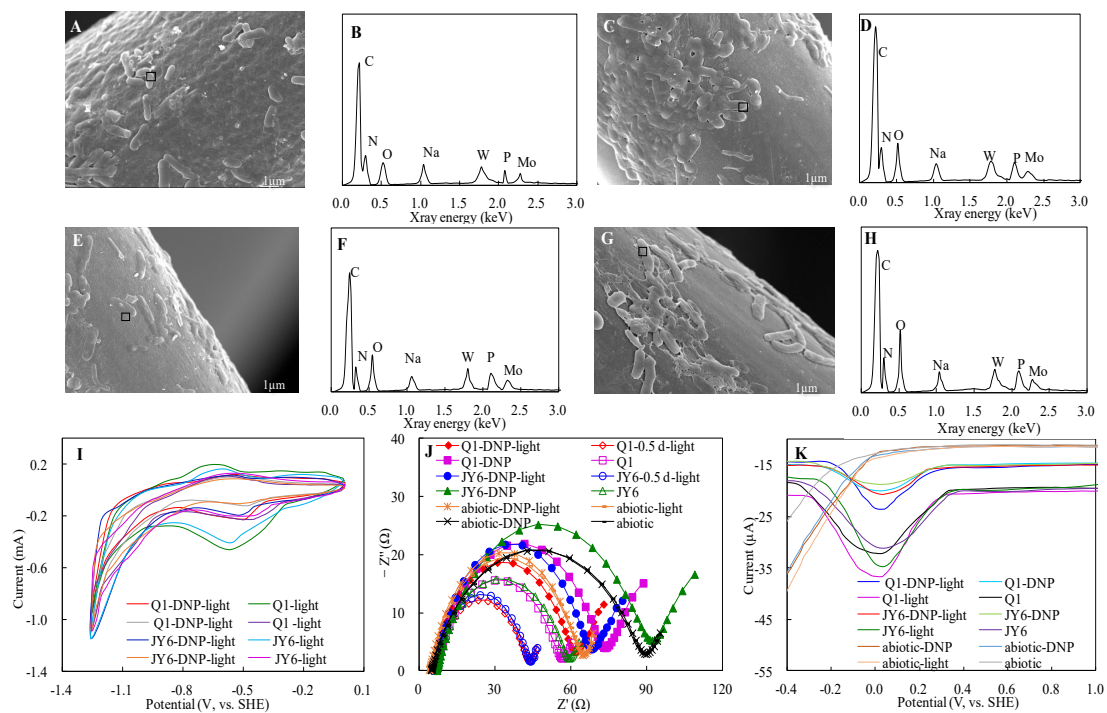 A
1μm
B
C
N
O
Na
W
P
Mo
0.0 0.5 1.0 1.5 2.0 2.5 3.0
Xray energy (keV)
C
1μm
D
C
N
O
Na
W
P
Mo
0.0 0.5 1.0 1.5 2.0 2.5 3.0
Xray energy (keV)
E
1μm
F
C
N
O
Na
W
P
Mo
0.0 0.5 1.0 1.5 2.0 2.5 3.0
Xray energy (keV)
G
1μm
H
C
N
O
Na
W
P
Mo
0.0 0.5 1.0 1.5 2.0 2.5 3.0
Xray energy (keV)
I
Current (mA)
0.2
-0.2
-0.6
-1.0
-1.4
Q1-DNP-light Q1-light
Q1-DNP-light Q1 -light
JY6-DNP-light JY6-light
JY6-DNP-light JY6-light
-1.4 -1.1 -0.8 -0.5 -0.2 0.1
Potential (V, vs. SHE)
J
− Z'' (Ω)
40
30
20
10
0
Q1-DNP-light Q1-0.5 d-light
Q1-DNP Q1
JY6-DNP-light JY6-0.5 d-light
JY6-DNP JY6
abiotic-DNP-light abiotic-light
abiotic-DNP abiotic
0 30 60 90 120
Z' (Ω)
K
Current (μA)
-15
-25
-35
-45
-55
Q1-DNP-light Q1-DNP
Q1-light Q1
JY6-DNP-light JY6-DNP
JY6-light JY6
abiotic-DNP abiotic-DNP
abiotic-light abiotic
-0.4 -0.2 0.0 0.2 0.4 0.6 0.8 1.0
Potential (V, vs. SHE)